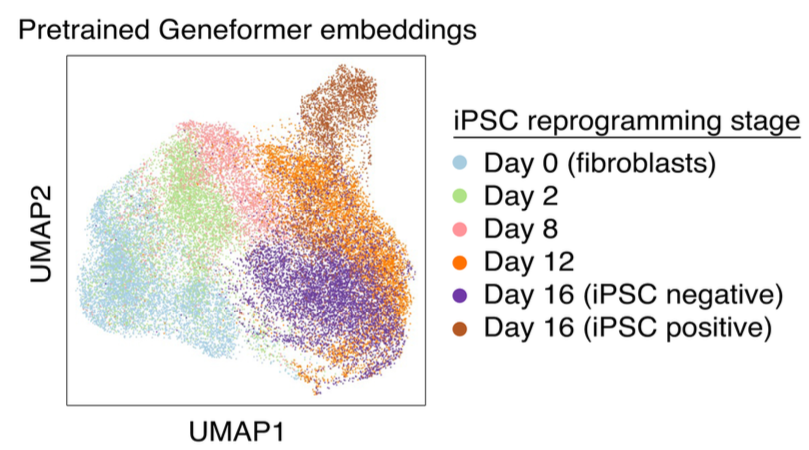 Pretrained Geneformer embeddings
UMAP2
UMAP1
iPSC reprogramming stage
Day 0 (fibroblasts)
Day 2
Day 8
Day 12
Day 16 (iPSC negative)
Day 16 (iPSC positive)